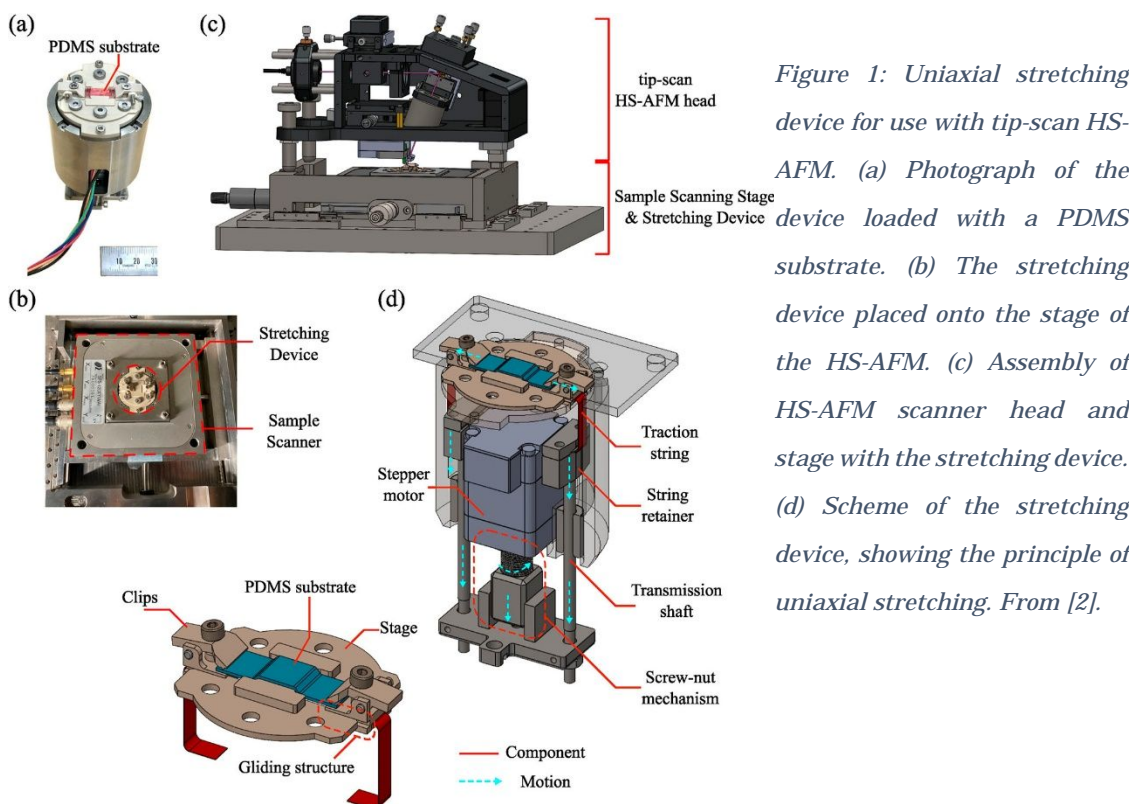 (a)
PDMS substrate
10 20 30
(c)
tip-scan
HS-AFM head
Sample Scanning Stage
& Stretching Device
(b)
Stretching
Device
Sample
Scanner
(d)
Traction
string
Stepper
motor
String
retainer
Transmission
shaft
Screw-nut
mechanism
PDMS substrate
Clips
Stage
Gliding structure
Component
Motion
Figure 1: Uniaxial stretching
device for use with tip-scan HS-
AFM. (a) Photograph of the
device loaded with a PDMS
substrate. (b) The stretching
device placed onto the stage of
the HS-AFM. (c) Assembly of
HS-AFM scanner head and
stage with the stretching device.
(d) Scheme of the stretching
device, showing the principle of
uniaxial stretching. From [2].